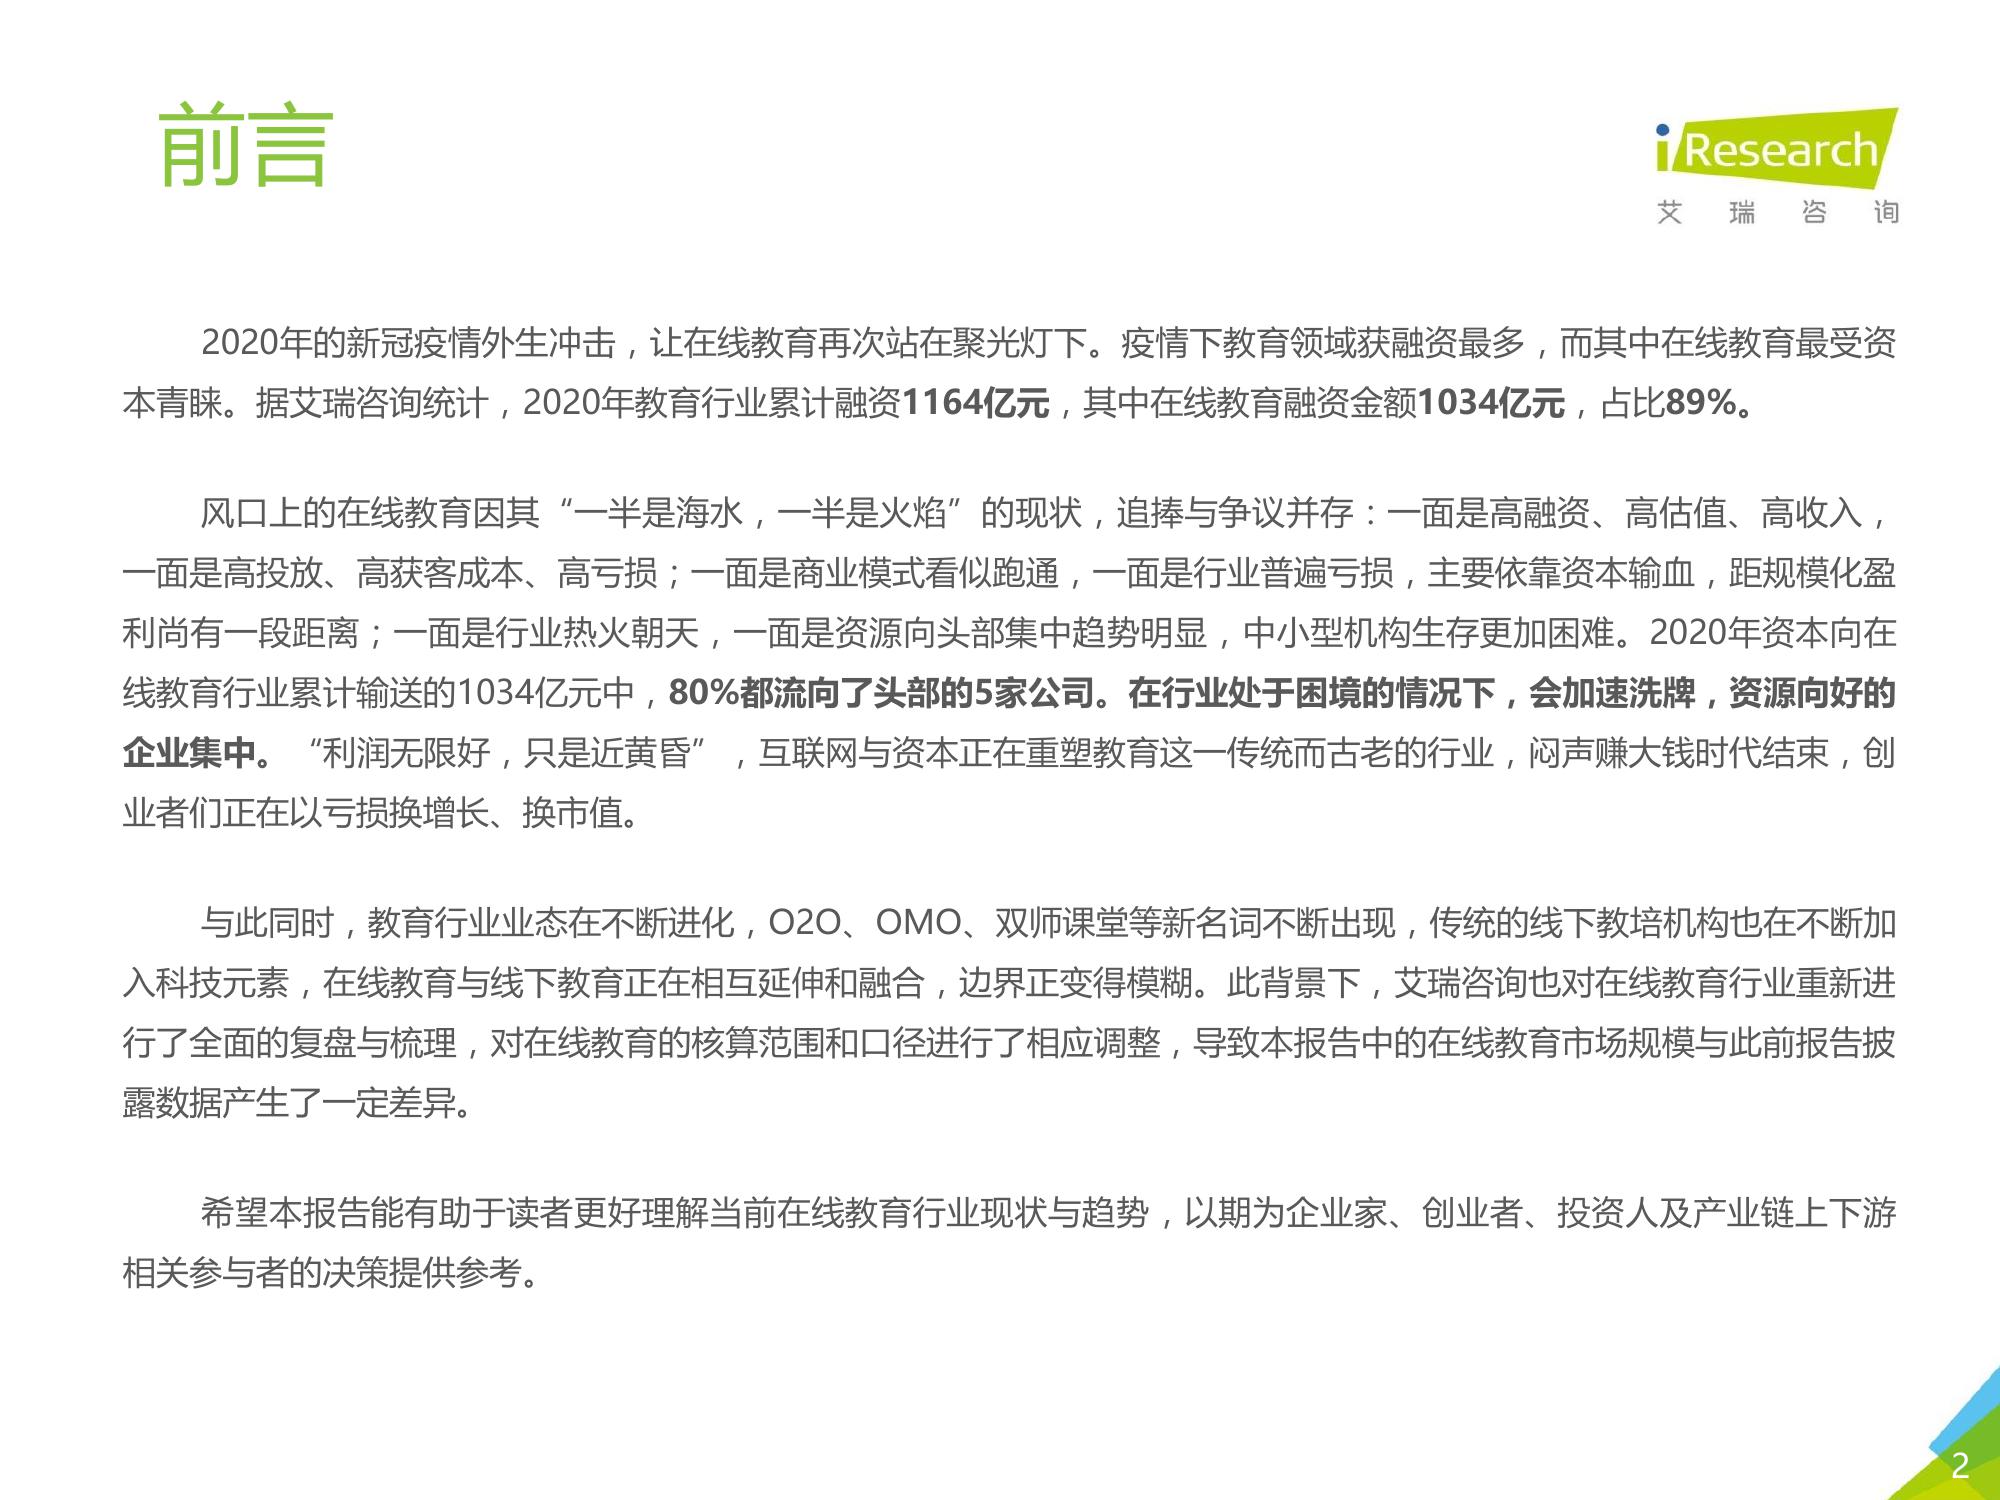 前言
iResearch
艾瑞咨询
2020年的新冠疫情外生冲击，让在线教育再次站在聚光灯下。疫情下教育领域获融资最多，而其中在线教育最受资
本青睐。据艾瑞咨询统计，2020年教育行业累计融资1164亿元，其中在线教育融资金额1034亿元，占比89%。
风口上的在线教育因其“一半是海水，一半是火焰”的现状，追捧与争议并存：一面是高融资、高估值、高收入，
一面是高投放、高获客成本、高亏损；一面是商业模式看似跑通，一面是行业普遍亏损，主要依靠资本输血，距规模化盈
利尚有一段距离；一面是行业热火朝天，一面是资源向头部集中趋势明显，中小型机构生存更加困难。2020年资本向在
线教育行业累计输送的1034亿元中，80%都流向了头部的5家公司。在行业处于困境的情况下，会加速洗牌，资源向好的
企业集中。“利润无限好，只是近黄昏”，互联网与资本正在重塑教育这一传统而古老的行业，闷声赚大钱时代结束，创
业者们正在以亏损换增长、换市值。
与此同时，教育行业业态在不断进化，O2O、OMO、双师课堂等新名词不断出现，传统的线下教培机构也在不断加
入科技元素，在线教育与线下教育正在相互延伸和融合，边界正变得模糊。此背景下，艾瑞咨询也对在线教育行业重新进
行了全面的复盘与梳理，对在线教育的核算范围和口径进行了相应调整，导致本报告中的在线教育市场规模与此前报告披
露数据产生了一定差异。
希望本报告能有助于读者更好理解当前在线教育行业现状与趋势，以期为企业家、创业者、投资人及产业链上下游
相关参与者的决策提供参考。
2